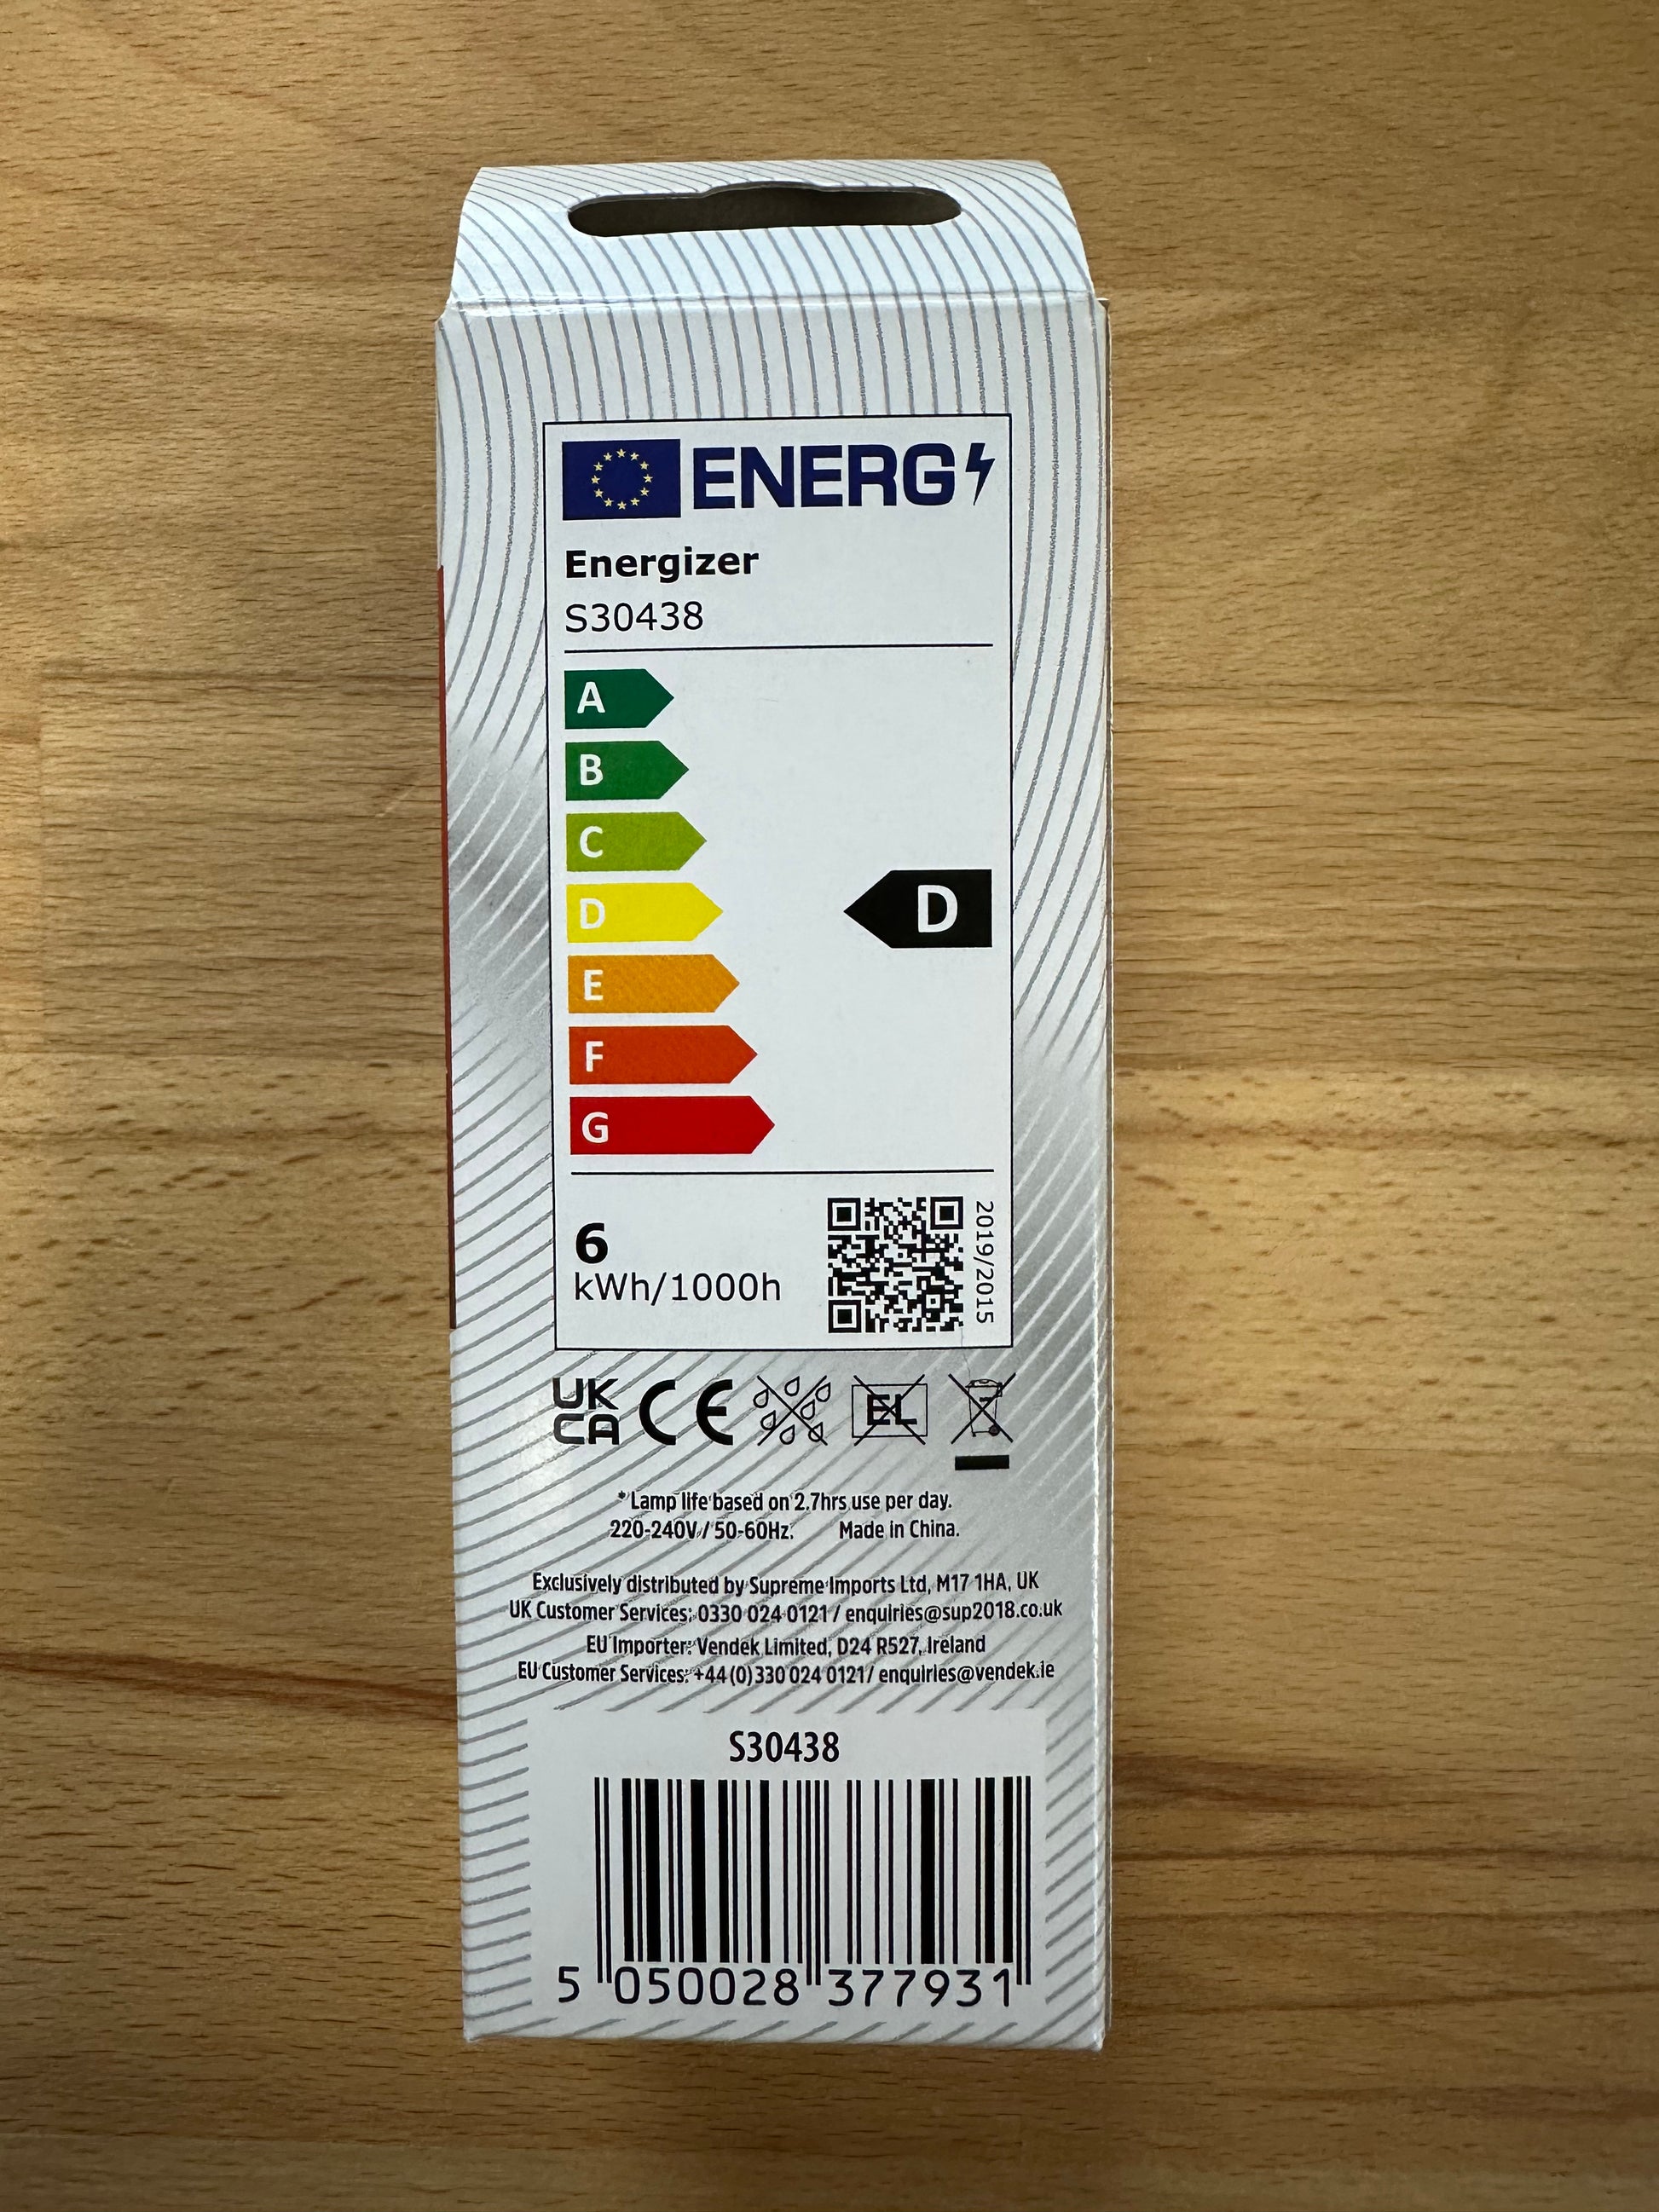 ENERG
Energizer
S30438
A
B
C
D
D
E
F
G
6
kWh/1000h
2019/2015
UK
CA CE EL
* Lamp life based on 2.7hrs use per day.
220-240V / 50-60Hz. Made in China.
Exclusively distributed by Supreme Imports Ltd, M17 1HA, UK
UK Customer Services: 0330 024 0121 / enquiries@sup2018.co.uk
EU Importer: Vendek Limited, D24 R527, Ireland
EU Customer Services: +44 (0) 330 024 0121 / enquiries@vendek.ie
S30438
5 050028 377931